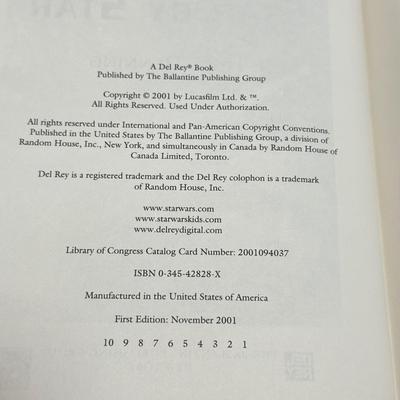 A Del Rey® Book
Published by The Ballantine Publishing Group
Copyright © 2001 by Lucasfilm Ltd. & ™.
All Rights Reserved. Used Under Authorization.
All rights reserved under International and Pan-American Copyright Conventions.
Published in the United States by The Ballantine Publishing Group, a division of
Random House, Inc., New York, and simultaneously in Canada by Random House of
Canada Limited, Toronto.
Del Rey is a registered trademark and the Del Rey colophon is a trademark
of Random House, Inc.
www.starwars.com
www.starwarskids.com
www.delreydigital.com
Library of Congress Catalog Card Number: 2001094037
ISBN 0-345-42828-X
Manufactured in the United States of America
First Edition: November 2001
10 9 8 7 6 5 4 3 2 1